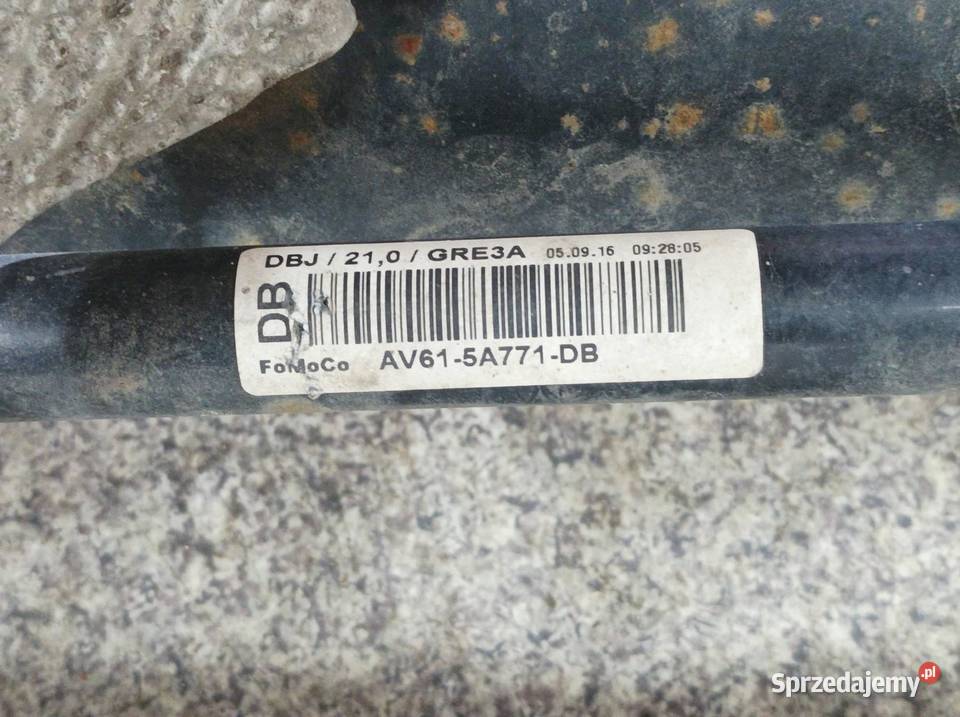 DBJ / 21,0 / GRE3A 05.09.16 09:28:05
DB
FoMoCo AV61-5A771-DB
Sprzedajemy.pl